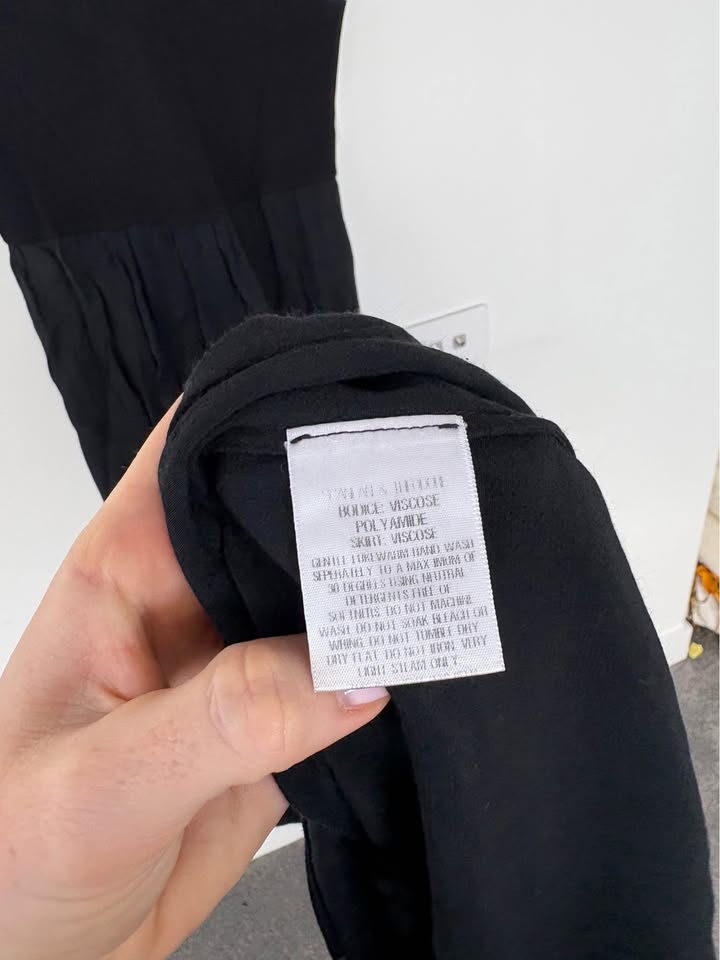 BODICE: VISCOSE
POLYAMIDE
SKIRT: VISCOSE
GENTLE LUKEWARM HAND WASH
SEPERATELY TO A MAXIMUM OF
30 DEGREES USING NEUTRAL
DETERGENTS FREE OF
SOFTNERS. DO NOT MACHINE
WASH. DO NOT SOAK BLEACH OR
WRING. DO NOT TUMBLE DRY
DRY FLAT. DO NOT IRON. VERY
LIGHT STEAM ONLY